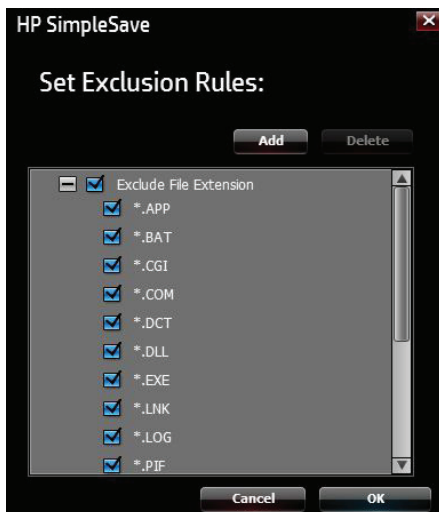 HP SimpleSave
Set Exclusion Rules:
Add Delete
Exclude File Extension
*.APP
*.BAT
*.CGI
*.COM
*.DCT
*.DLL
*.EXE
*.LNK
*.LOG
*.PIF
Cancel OK